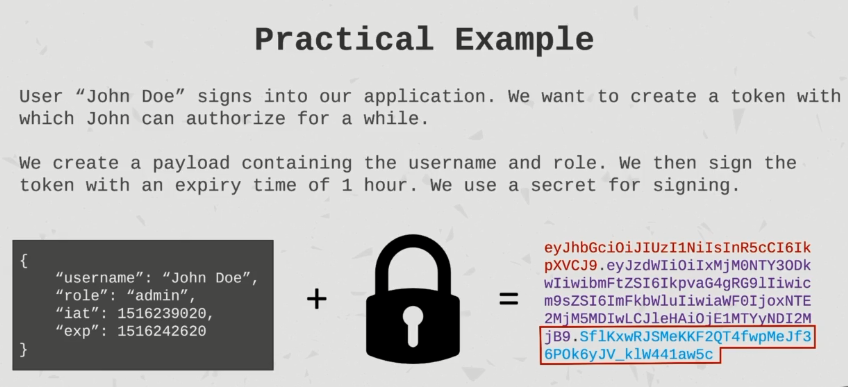 Practical Example
User “John Doe” signs into our application. We want to create a token with
which John can authorize for a while.
We create a payload containing the username and role. We then sign the
token with an expiry time of 1 hour. We use a secret for signing.
{
“username”: “John Doe”,
“role”: “admin”,
“iat”: 1516239020,
“exp”: 1516242620
}
+
=
eyJhbGciOiJIUzI1NiIsInR5cCI6Ik
pXVCJ9.eyJzdWIiOiIxMjM0NTY3ODk
wIiwibmFtZSI6IkpvaG4gRG9lIiwic
m9sZSI6ImFkbWluIiwiaWF0IjoxNTE
2MjM5MDIwLCJleHAiOjE1MTYyNDI2M
jB9.SflKxwRJSMeKKF2QT4fwpMeJf3
6POk6yJV_klW441aw5c